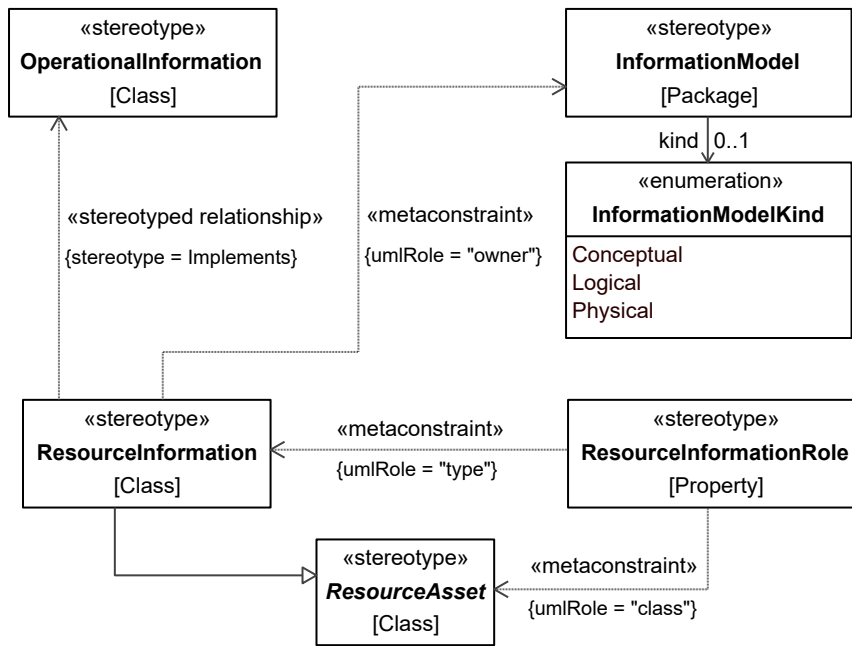 «stereotype»
OperationalInformation
[Class]
«stereotype»
InformationModel
[Package]
kind 0..1
«enumeration»
InformationModelKind
Conceptual
Logical
Physical
«stereotyped relationship»
{stereotype = Implements}
«metaconstraint»
{umlRole = "owner"}
«stereotype»
ResourceInformation
[Class]
«metaconstraint»
{umlRole = "type"}
«stereotype»
ResourceInformationRole
[Property]
«stereotype»
ResourceAsset
[Class]
«metaconstraint»
{umlRole = "class"}